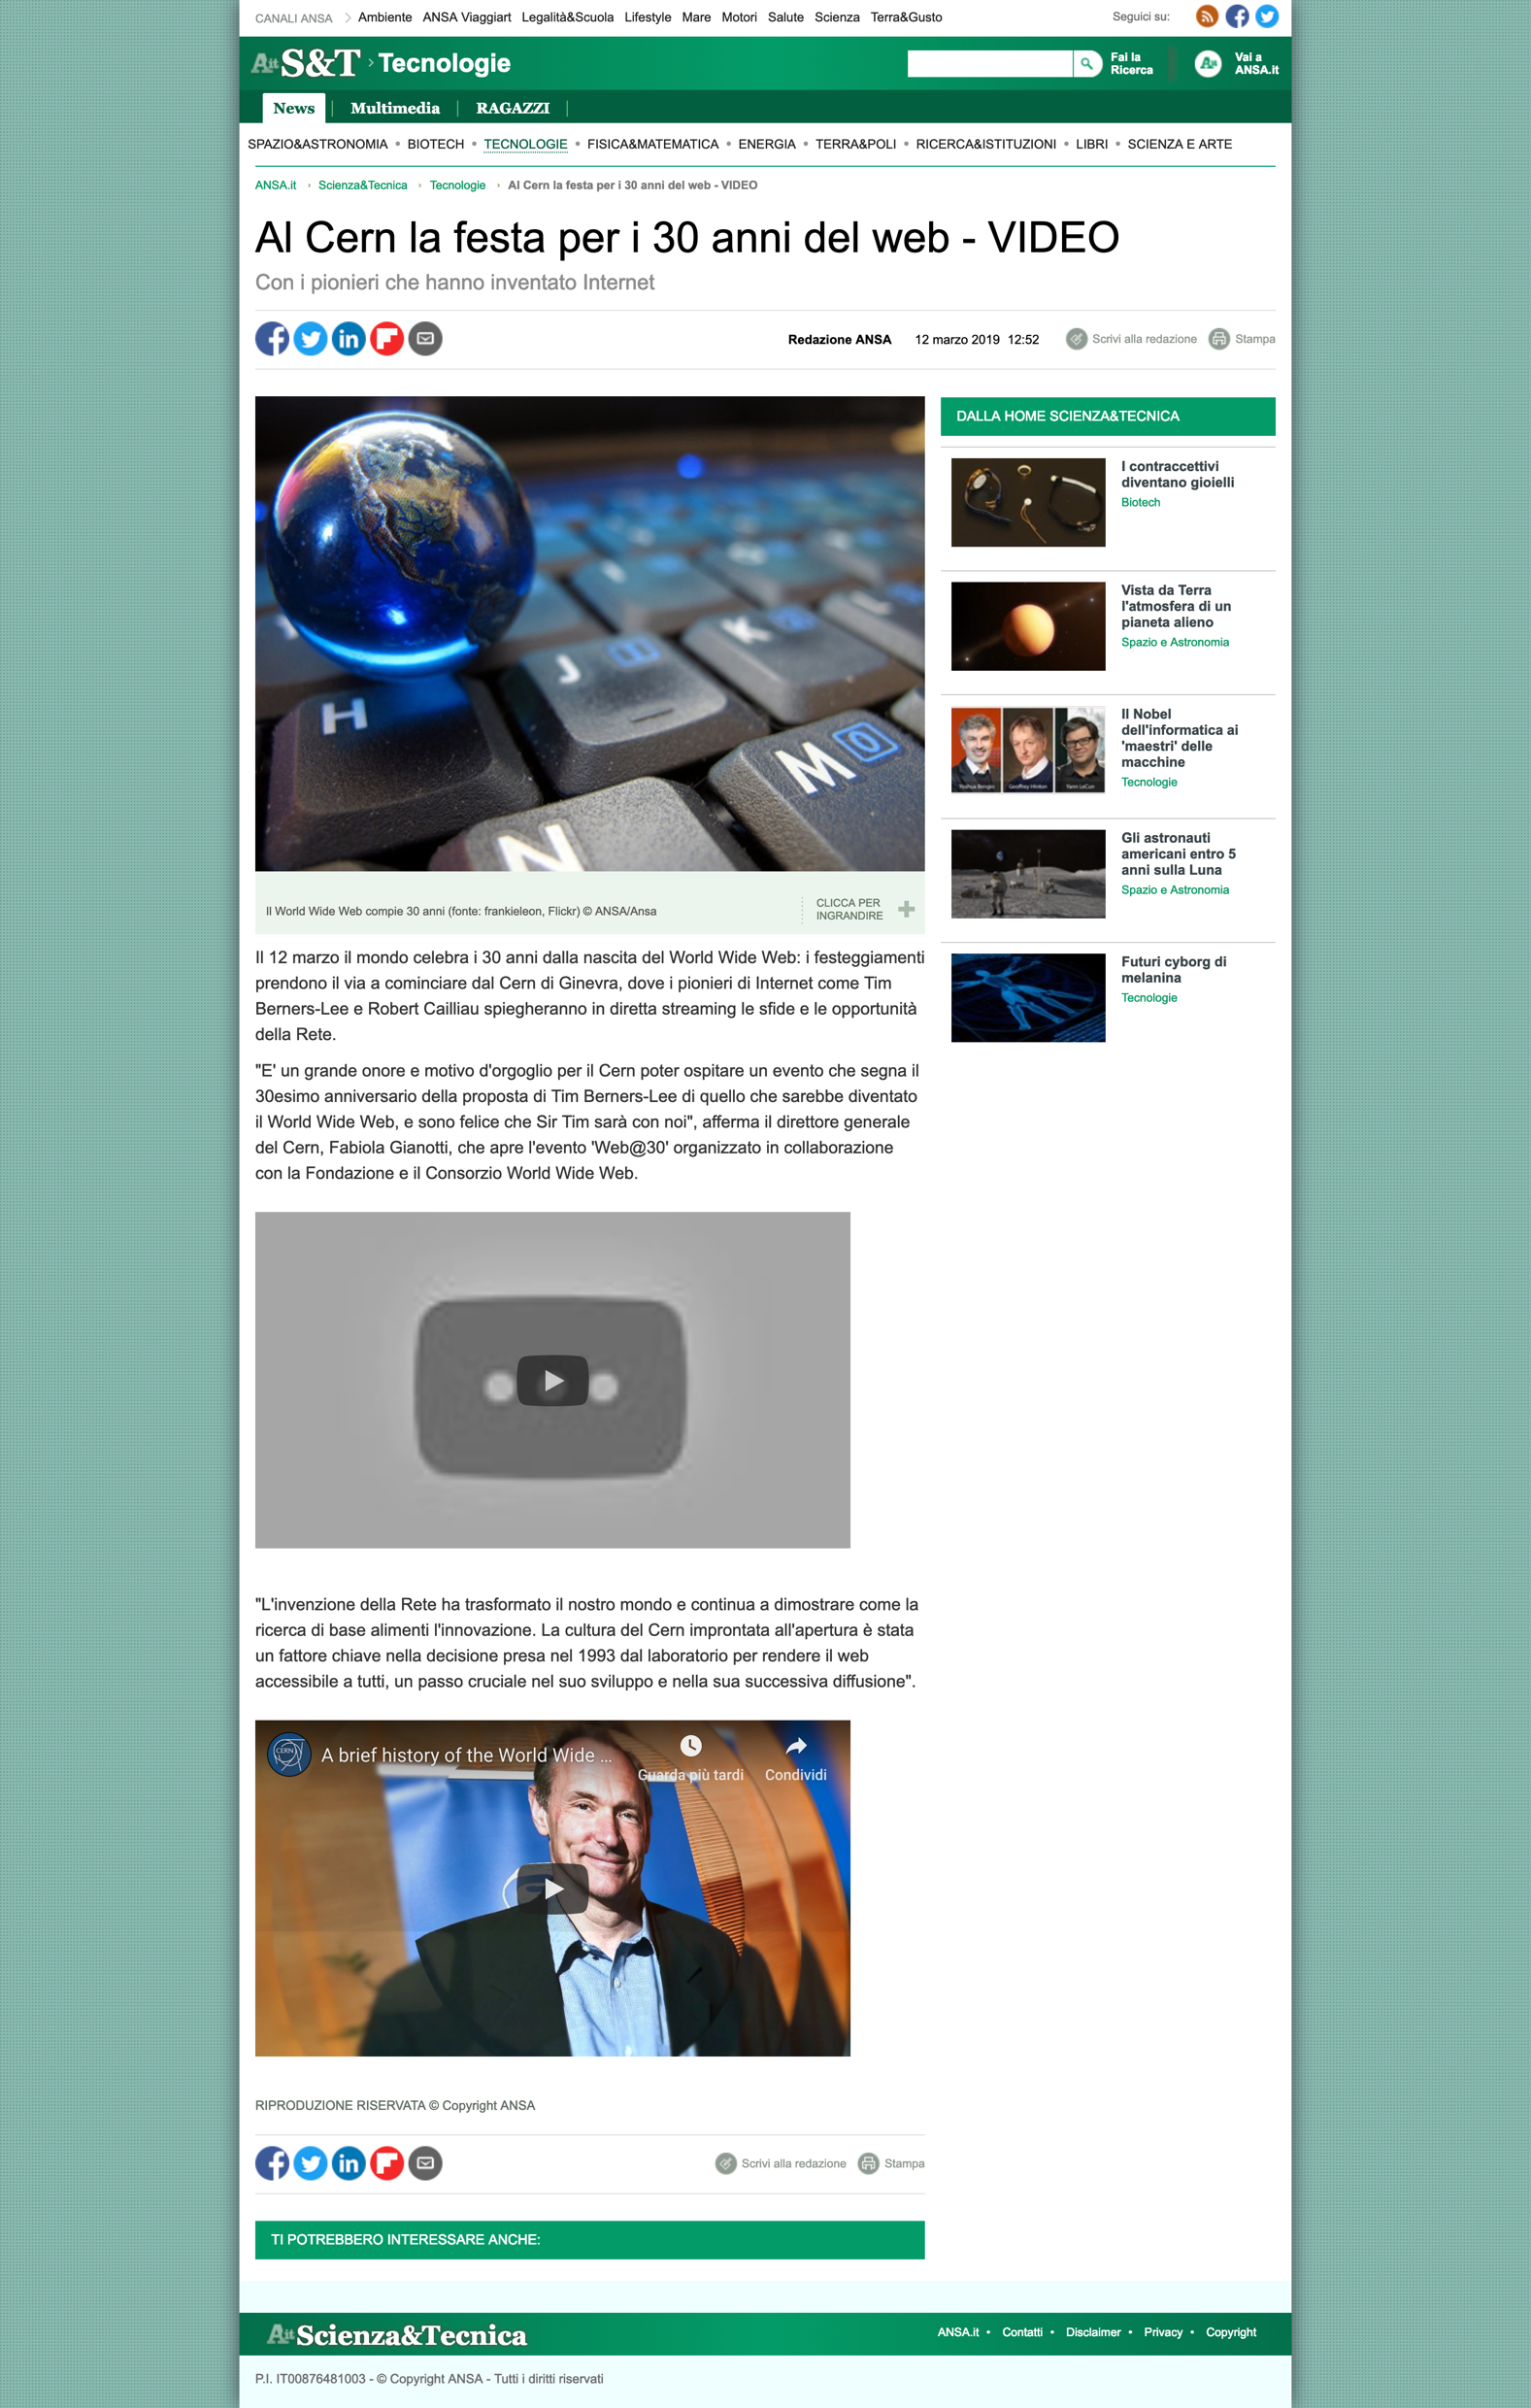 CANALI ANSA Ambiente ANSA Viaggiart Legalità&Scuola Lifestyle Mare Motori Salute Scienza Terra&Gusto Seguici su:
Ait S&T Tecnologie
Fai la
Ricerca
Vai a
ANSA.it
News Multimedia RAGAZZI
SPAZIO&ASTRONOMIA • BIOTECH • TECNOLOGIE • FISICA&MATEMATICA • ENERGIA • TERRA&POLI • RICERCA&ISTITUZIONI • LIBRI • SCIENZA E ARTE
ANSA.it Scienza&Tecnica Tecnologie Al Cern la festa per i 30 anni del web - VIDEO
Al Cern la festa per i 30 anni del web - VIDEO
Con i pionieri che hanno inventato Internet
Redazione ANSA 12 marzo 2019 12:52 Scrivi alla redazione Stampa
H J K N M 0
Il World Wide Web compie 30 anni (fonte: frankieleon, Flickr) © ANSA/Ansa
CLICCA PER
INGRANDIRE
Il 12 marzo il mondo celebra i 30 anni dalla nascita del World Wide Web: i festeggiamenti
prendono il via a cominciare dal Cern di Ginevra, dove i pionieri di Internet come Tim
Berners-Lee e Robert Cailliau spiegheranno in diretta streaming le sfide e le opportunità
della Rete.
"E' un grande onore e motivo d'orgoglio per il Cern poter ospitare un evento che segna il
30esimo anniversario della proposta di Tim Berners-Lee di quello che sarebbe diventato
il World Wide Web, e sono felice che Sir Tim sarà con noi", afferma il direttore generale
del Cern, Fabiola Gianotti, che apre l'evento 'Web@30' organizzato in collaborazione
con la Fondazione e il Consorzio World Wide Web.
"L'invenzione della Rete ha trasformato il nostro mondo e continua a dimostrare come la
ricerca di base alimenti l'innovazione. La cultura del Cern improntata all'apertura è stata
un fattore chiave nella decisione presa nel 1993 dal laboratorio per rendere il web
accessibile a tutti, un passo cruciale nel suo sviluppo e nella sua successiva diffusione".
CERN
A brief history of the World Wide ...
Guarda più tardi Condividi
RIPRODUZIONE RISERVATA © Copyright ANSA
Scrivi alla redazione Stampa
TI POTREBBERO INTERESSARE ANCHE:
DALLA HOME SCIENZA&TECNICA
I contraccettivi
diventano gioielli
Biotech
Vista da Terra
l'atmosfera di un
pianeta alieno
Spazio e Astronomia
Yoshua Bengio Geoffrey Hinton Yann LeCun
Il Nobel
dell'informatica ai
'maestri' delle
macchine
Tecnologie
Gli astronauti
americani entro 5
anni sulla Luna
Spazio e Astronomia
Futuri cyborg di
melanina
Tecnologie
Ait Scienza&Tecnica
ANSA.it • Contatti • Disclaimer • Privacy • Copyright
P.I. IT00876481003 - © Copyright ANSA - Tutti i diritti riservati